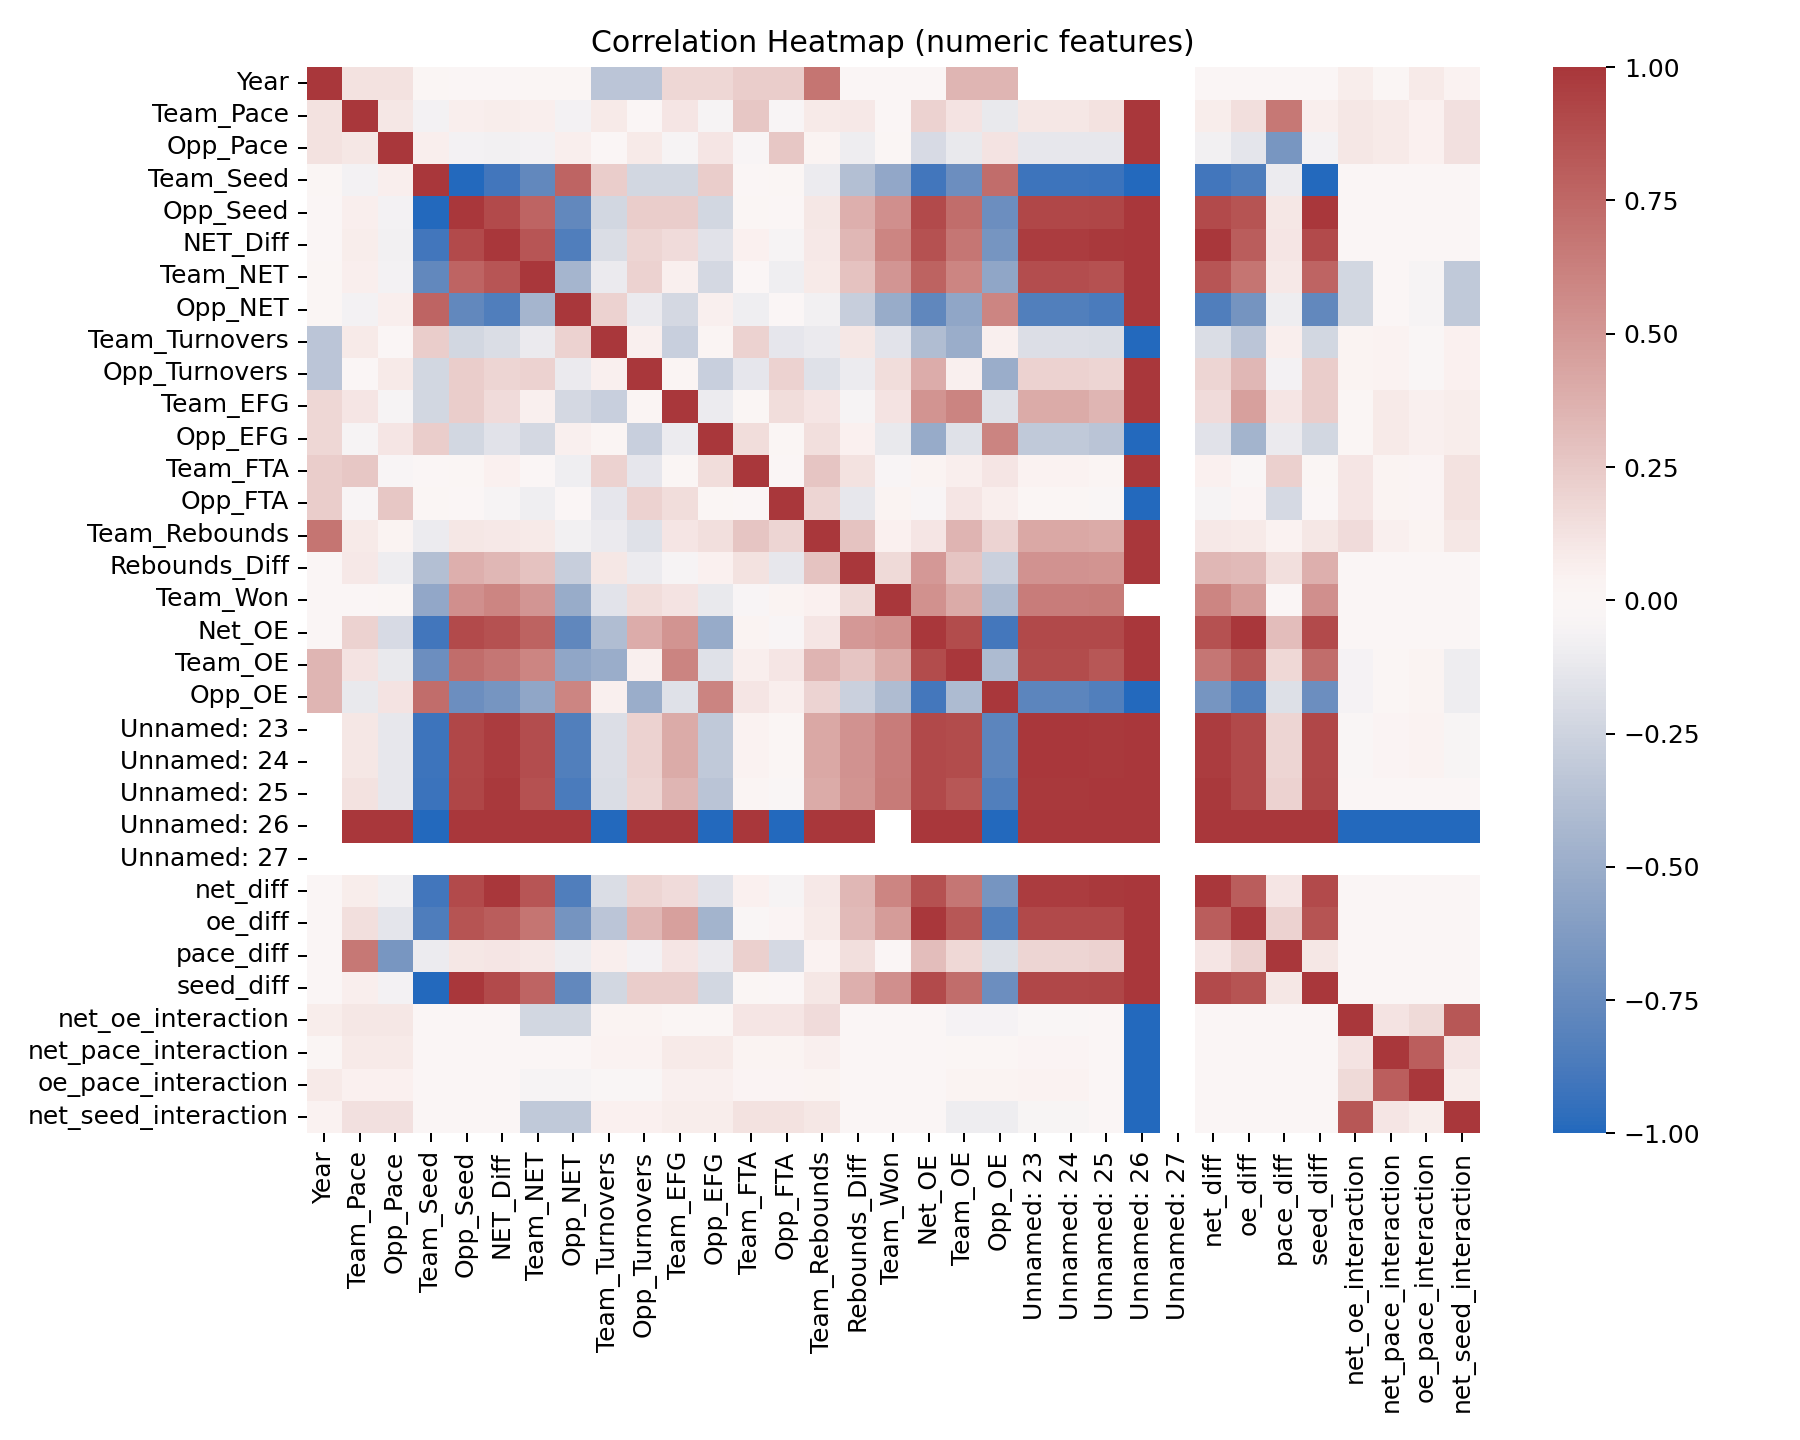 Correlation Heatmap (numeric features)
Year
Team_Pace
Opp_Pace
Team_Seed
Opp_Seed
NET_Diff
Team_NET
Opp_NET
Team_Turnovers
Opp_Turnovers
Team_EFG
Opp_EFG
Team_FTA
Opp_FTA
Team_Rebounds
Rebounds_Diff
Team_Won
Net_OE
Team_OE
Opp_OE
Unnamed: 23
Unnamed: 24
Unnamed: 25
Unnamed: 26
Unnamed: 27
net_diff
oe_diff
pace_diff
seed_diff
net_oe_interaction
net_pace_interaction
oe_pace_interaction
net_seed_interaction
Year
Team_Pace
Opp_Pace
Team_Seed
Opp_Seed
NET_Diff
Team_NET
Opp_NET
Team_Turnovers
Opp_Turnovers
Team_EFG
Opp_EFG
Team_FTA
Opp_FTA
Team_Rebounds
Rebounds_Diff
Team_Won
Net_OE
Team_OE
Opp_OE
Unnamed: 23
Unnamed: 24
Unnamed: 25
Unnamed: 26
Unnamed: 27
net_diff
oe_diff
pace_diff
seed_diff
net_oe_interaction
net_pace_interaction
oe_pace_interaction
net_seed_interaction
1.00
0.75
0.50
0.25
0.00
−0.25
−0.50
−0.75
−1.00